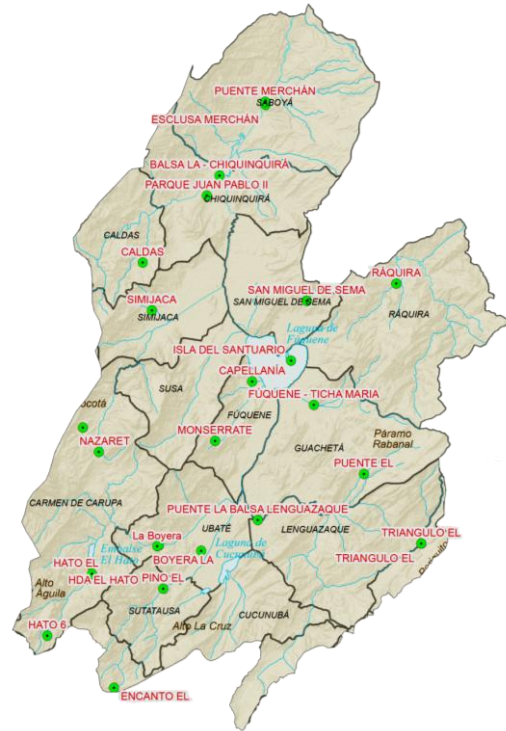 PUENTE MERCHÁN
SABOYÁ
ESCLUSA MERCHÁN
BALSA LA - CHIQUINQUIRÁ
PARQUE JUAN PABLO II
CHIQUINQUIRÁ
CALDAS
CALDAS
RÁQUIRA
SAN MIGUEL DE SEMA
SAN MIGUEL DE SEMA
SIMIJACA
SIMIJACA
RÁQUIRA
Laguna de
Fúquene
ISLA DEL SANTUARIO
CAPELLANÍA
SUSA
FÚQUENE - TICHA MARIA
FÚQUENE
NAZARET
MONSERRATE
GUACHETÁ
Páramo
Rabanal
PUENTE EL
CARMEN DE CARUPA
PUENTE LA BALSA LENGUAZAQUE
UBATÉ
LENGUAZAQUE
TRIANGULO EL
TRIANGULO EL
La Boyera
BOYERA LA
Laguna de
Embalse
El Hato
HATO EL
HDA EL HATO
PINO EL
Alto
Águila
SUTATAUSA
CUCUNUBÁ
Alto La Cruz
HATO 6
ENCANTO EL